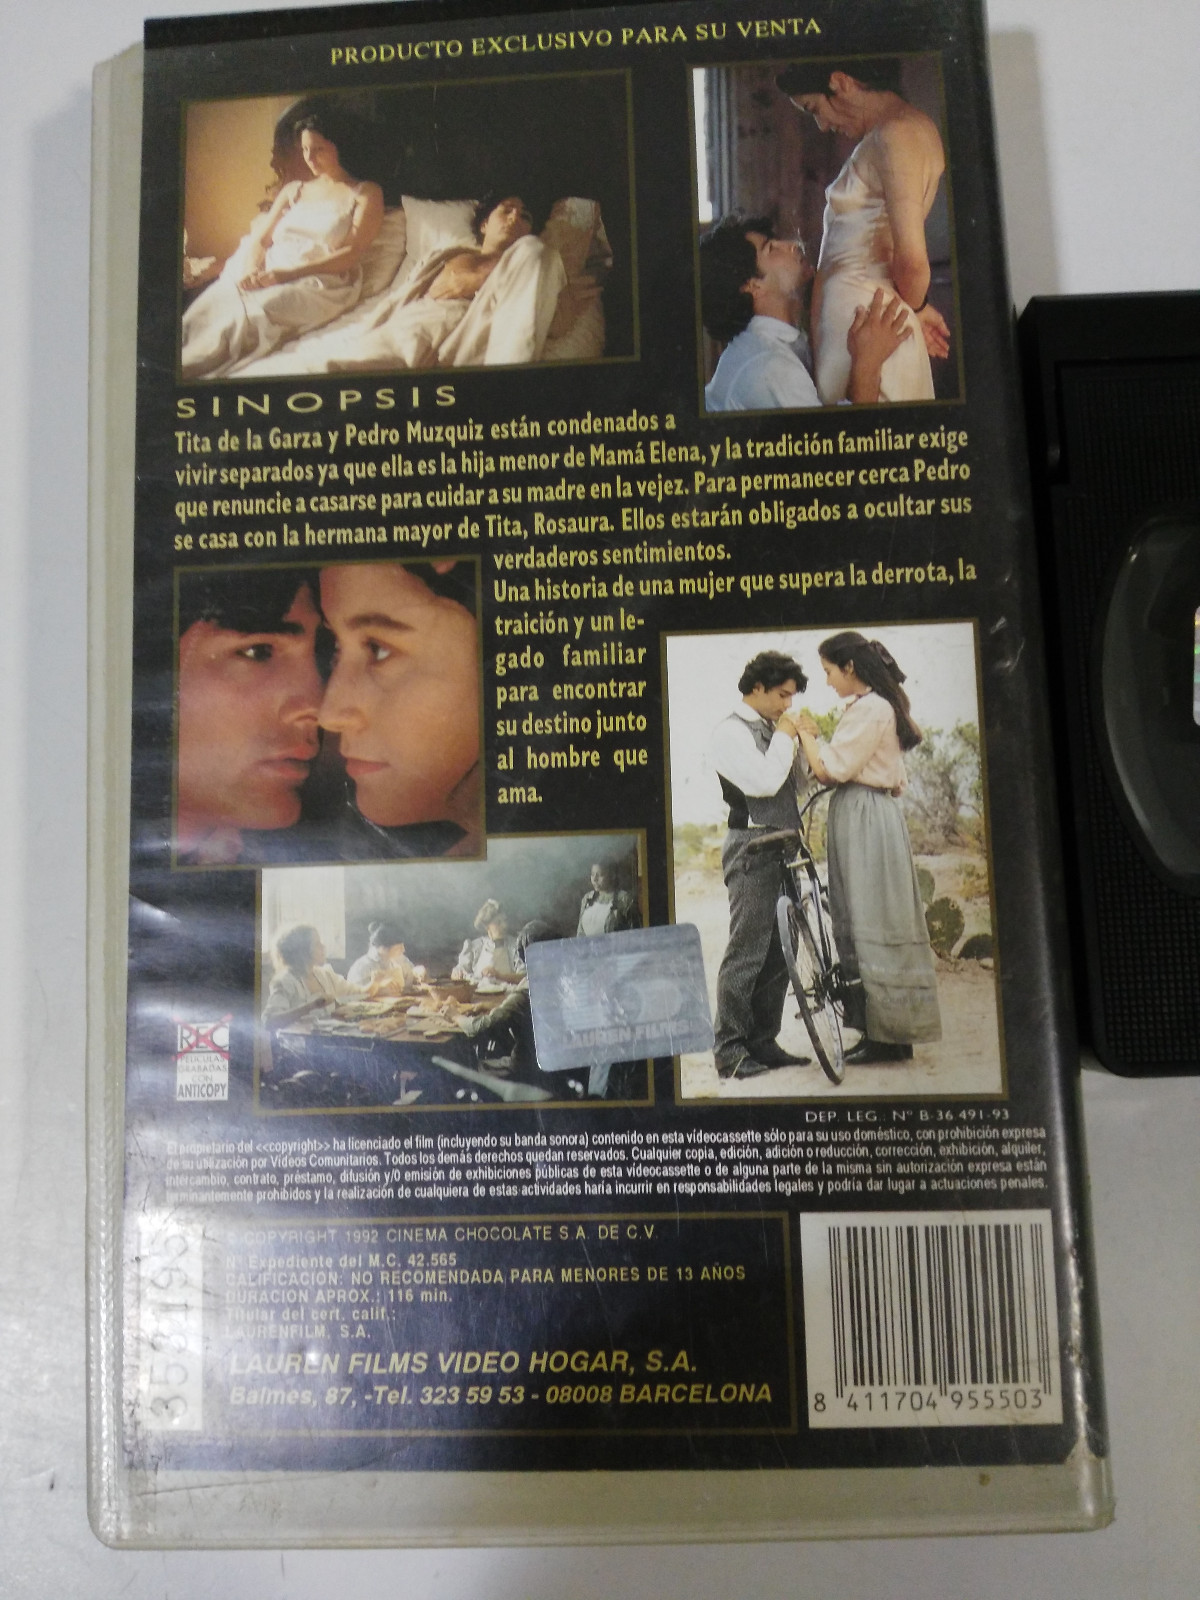 PRODUCTO EXCLUSIVO PARA SU VENTA
SINOPSIS
Tita de la Garza y Pedro Muzquiz están condenados a
vivir separados ya que ella es la hija menor de Mamá Elena, y la tradición familiar exige
que renuncie a casarse para cuidar a su madre en la vejez. Para permanecer cerca Pedro
se casa con la hermana mayor de Tita, Rosaura. Ellos estarán obligados a ocultar sus
verdaderos sentimientos.
Una historia de una mujer que supera la derrota, la
traición y un le-
gado familiar
para encontrar
su destino junto
al hombre que
ama.
LAUREN FILMS
REC
PELICULAS
GRABADAS
CON
ANTICOPY
DEP. LEG.: Nº B-36.491-93
El propietario del <<copyright>> ha licenciado el film (incluyendo su banda sonora) contenido en esta videocassette sólo para su uso doméstico, con prohibición expresa
de su utilización por Vídeos Comunitarios. Todos los demás derechos quedan reservados. Cualquier copia, edición, adición o reducción, corrección, exhibición, alquiler,
intercambio, contrato, préstamo, difusión y/o emisión de exhibiciones públicas de esta videocassette o de alguna parte de la misma sin autorización expresa están
terminantemente prohibidos y la realización de cualquiera de estas actividades haría incurrir en responsabilidades legales y podría dar lugar a actuaciones penales.
© COPYRIGHT 1992 CINEMA CHOCOLATE S.A. DE C.V.
Nº Expediente del M.C. 42.565
CALIFICACION: NO RECOMENDADA PARA MENORES DE 13 AÑOS
DURACION APROX.: 116 min.
Titular del cert. calif.:
LAURENFILM, S.A.
LAUREN FILMS VIDEO HOGAR, S.A.
Balmes, 87, -Tel. 323 59 53 - 08008 BARCELONA
8 411704 955503